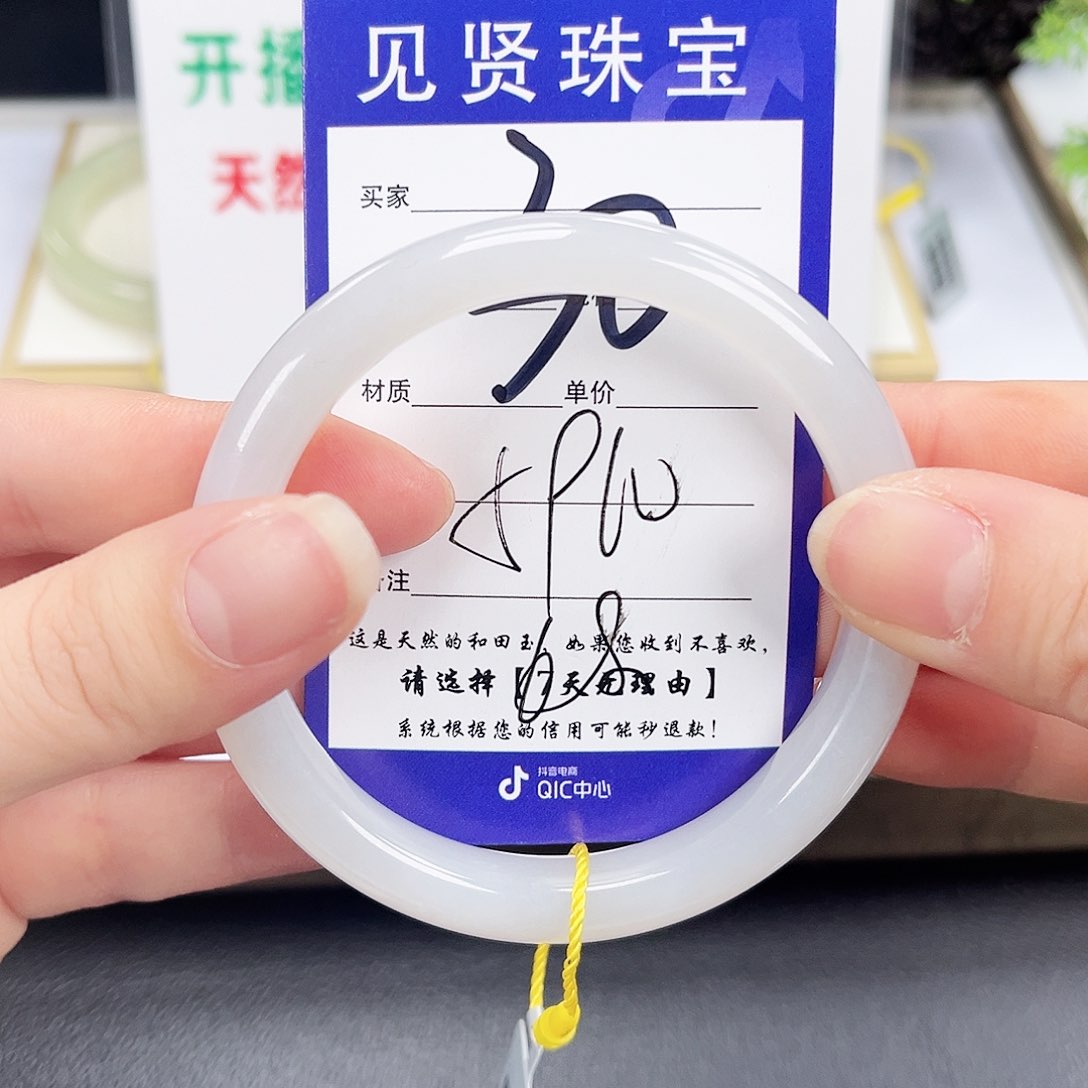 开播
天然
见贤珠宝
买家
材质 单价
注
这是天然的和田玉,如果您收到不喜欢,
请选择【7天无理由】
系统根据您的信用可能秒退款!
抖音电商
QIC中心